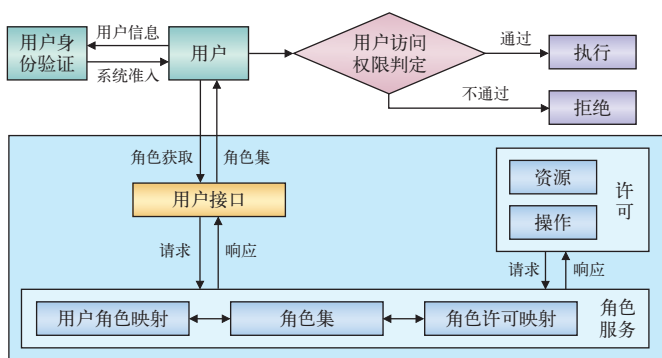 用户信息
用户身
份验证
系统准入
用户
用户访问
权限判定
通过
执行
不通过
拒绝
角色获取
角色集
用户接口
请求
响应
资源
操作
许
可
请求
响应
用户角色映射
角色集
角色许可映射
角色
服务